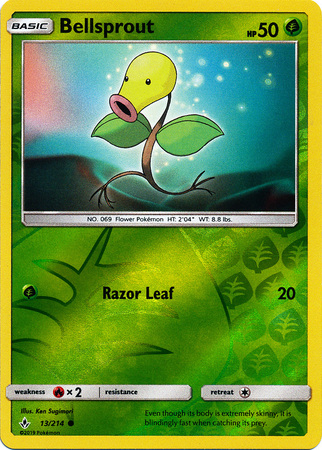 BASIC Bellsprout HP 50
NO. 069 Flower Pokémon HT: 2'04" WT: 8.8 lbs.
Razor Leaf 20
weakness × 2 resistance retreat
Illus. Ken Sugimori
13/214
©2019 Pokémon
Even though its body is extremely skinny, it is
blindingly fast when catching its prey.